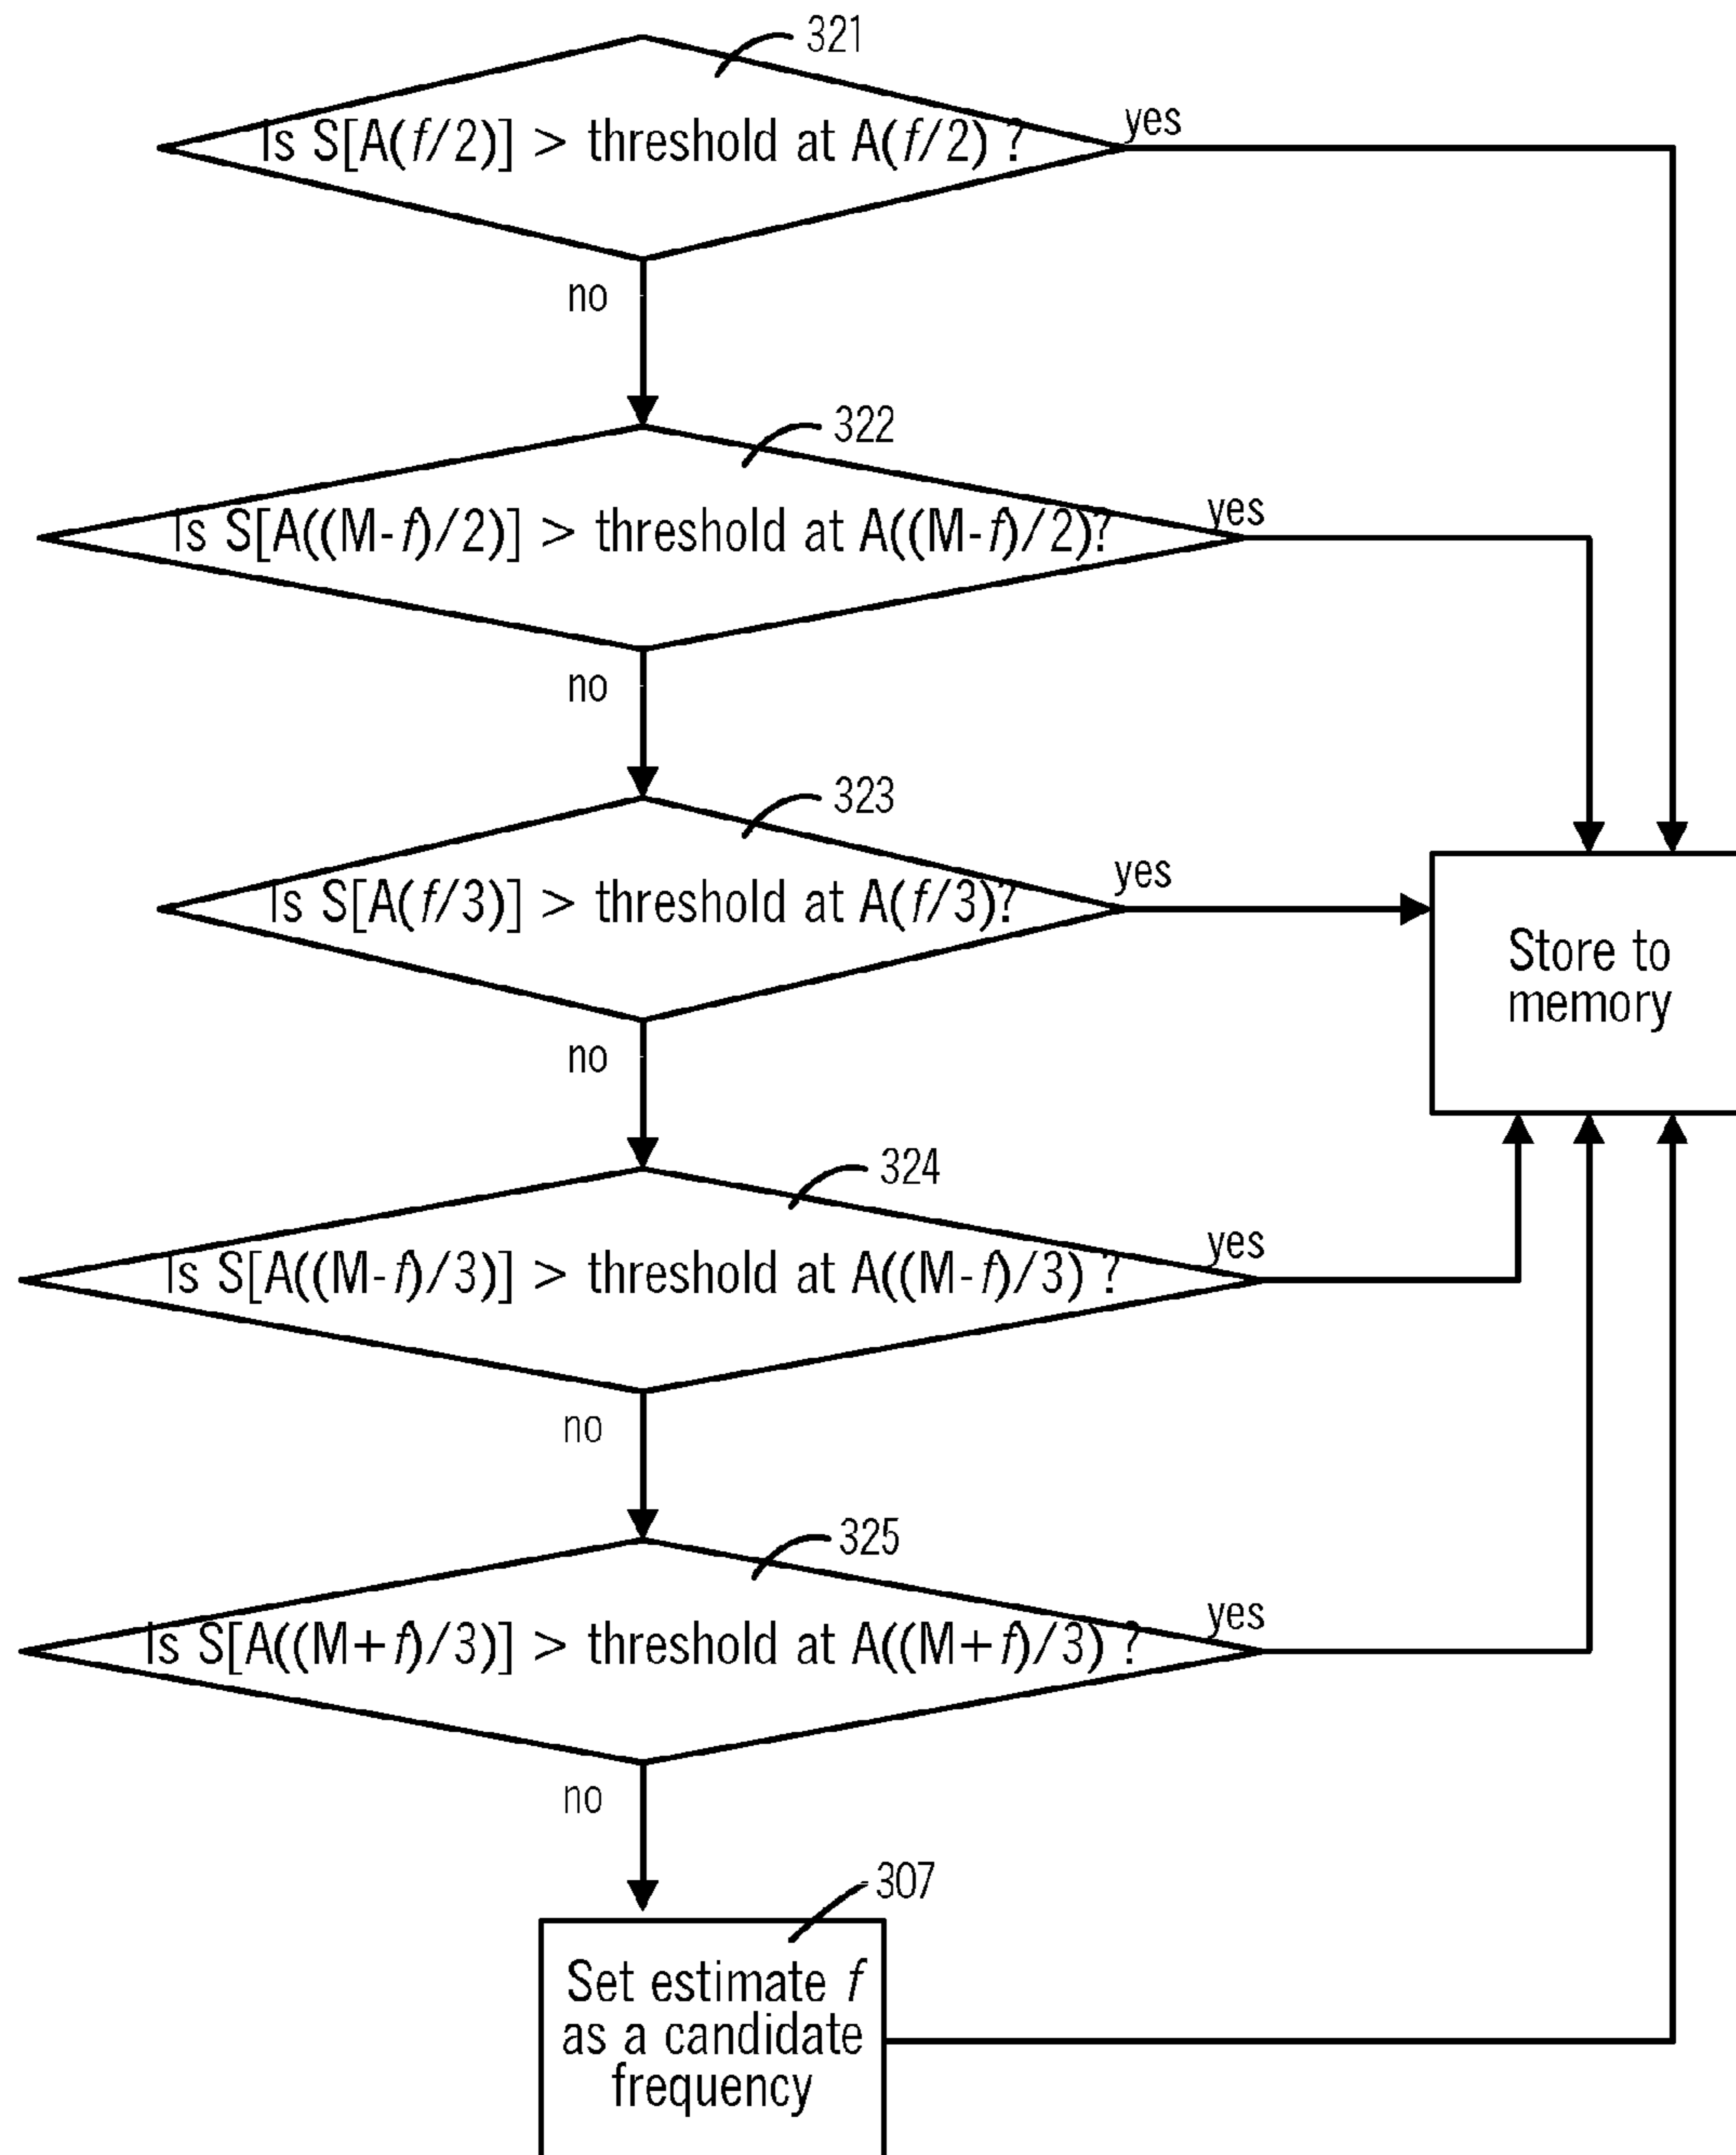 321
Is S[A(f/2)] > threshold at A(f/2) ?
yes
no
322
Is S[A((M-f)/2)] > threshold at A((M-f)/2)?
yes
no
323
Is S[A(f/3)] > threshold at A(f/3)?
yes
Store to
memory
no
324
Is S[A((M-f)/3)] > threshold at A((M-f)/3) ?
yes
no
325
Is S[A((M+f)/3)] > threshold at A((M+f)/3) ?
yes
no
307
Set estimate f
as a candidate
frequency